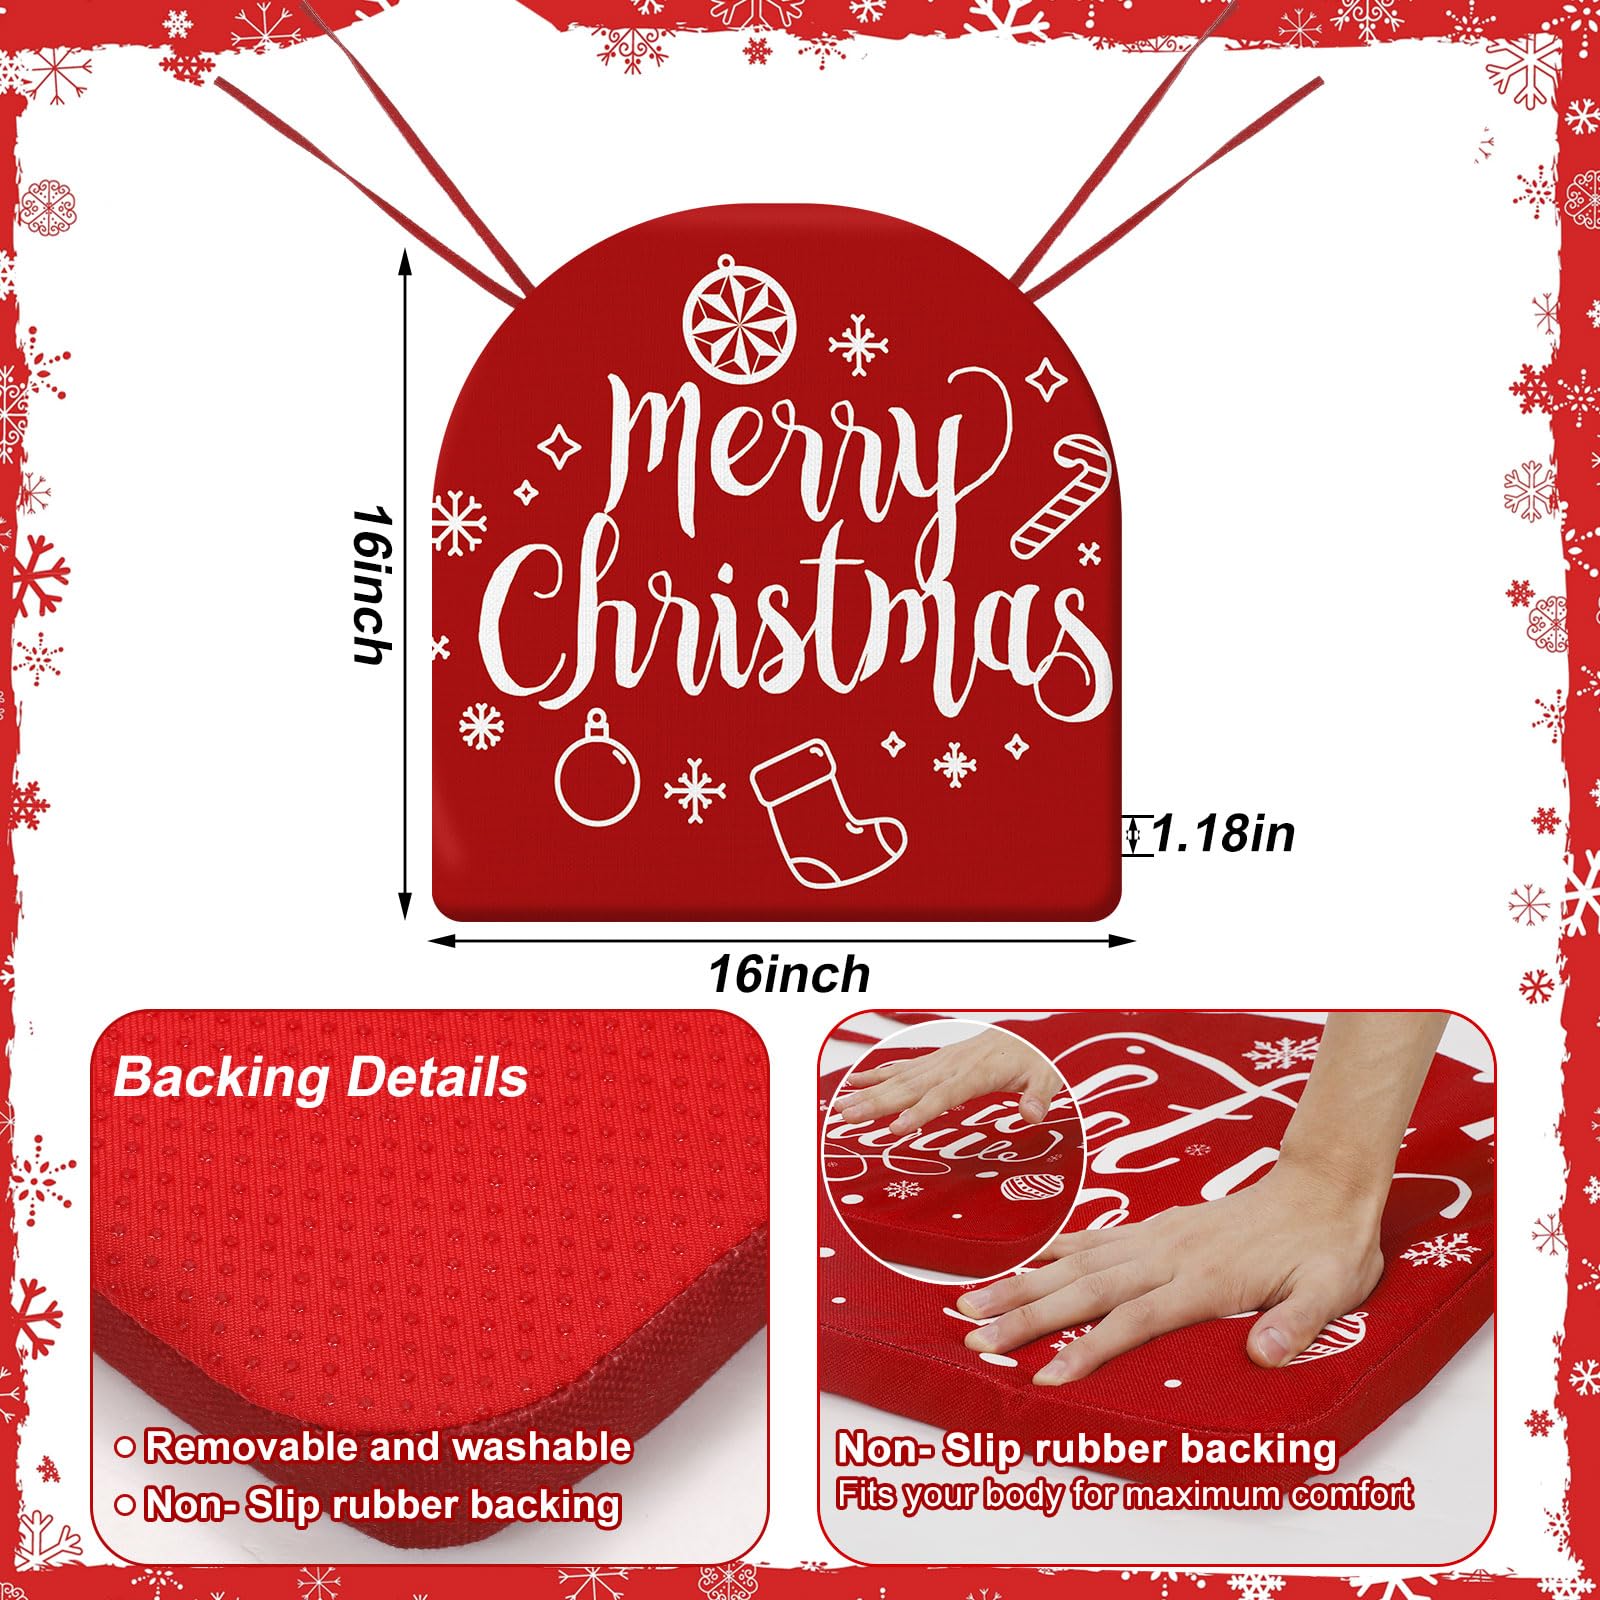 Merry
Christmas
16inch
1.18in
16inch
Backing Details
Removable and washable
Non- Slip rubber backing
Non- Slip rubber backing
Fits your body for maximum comfort